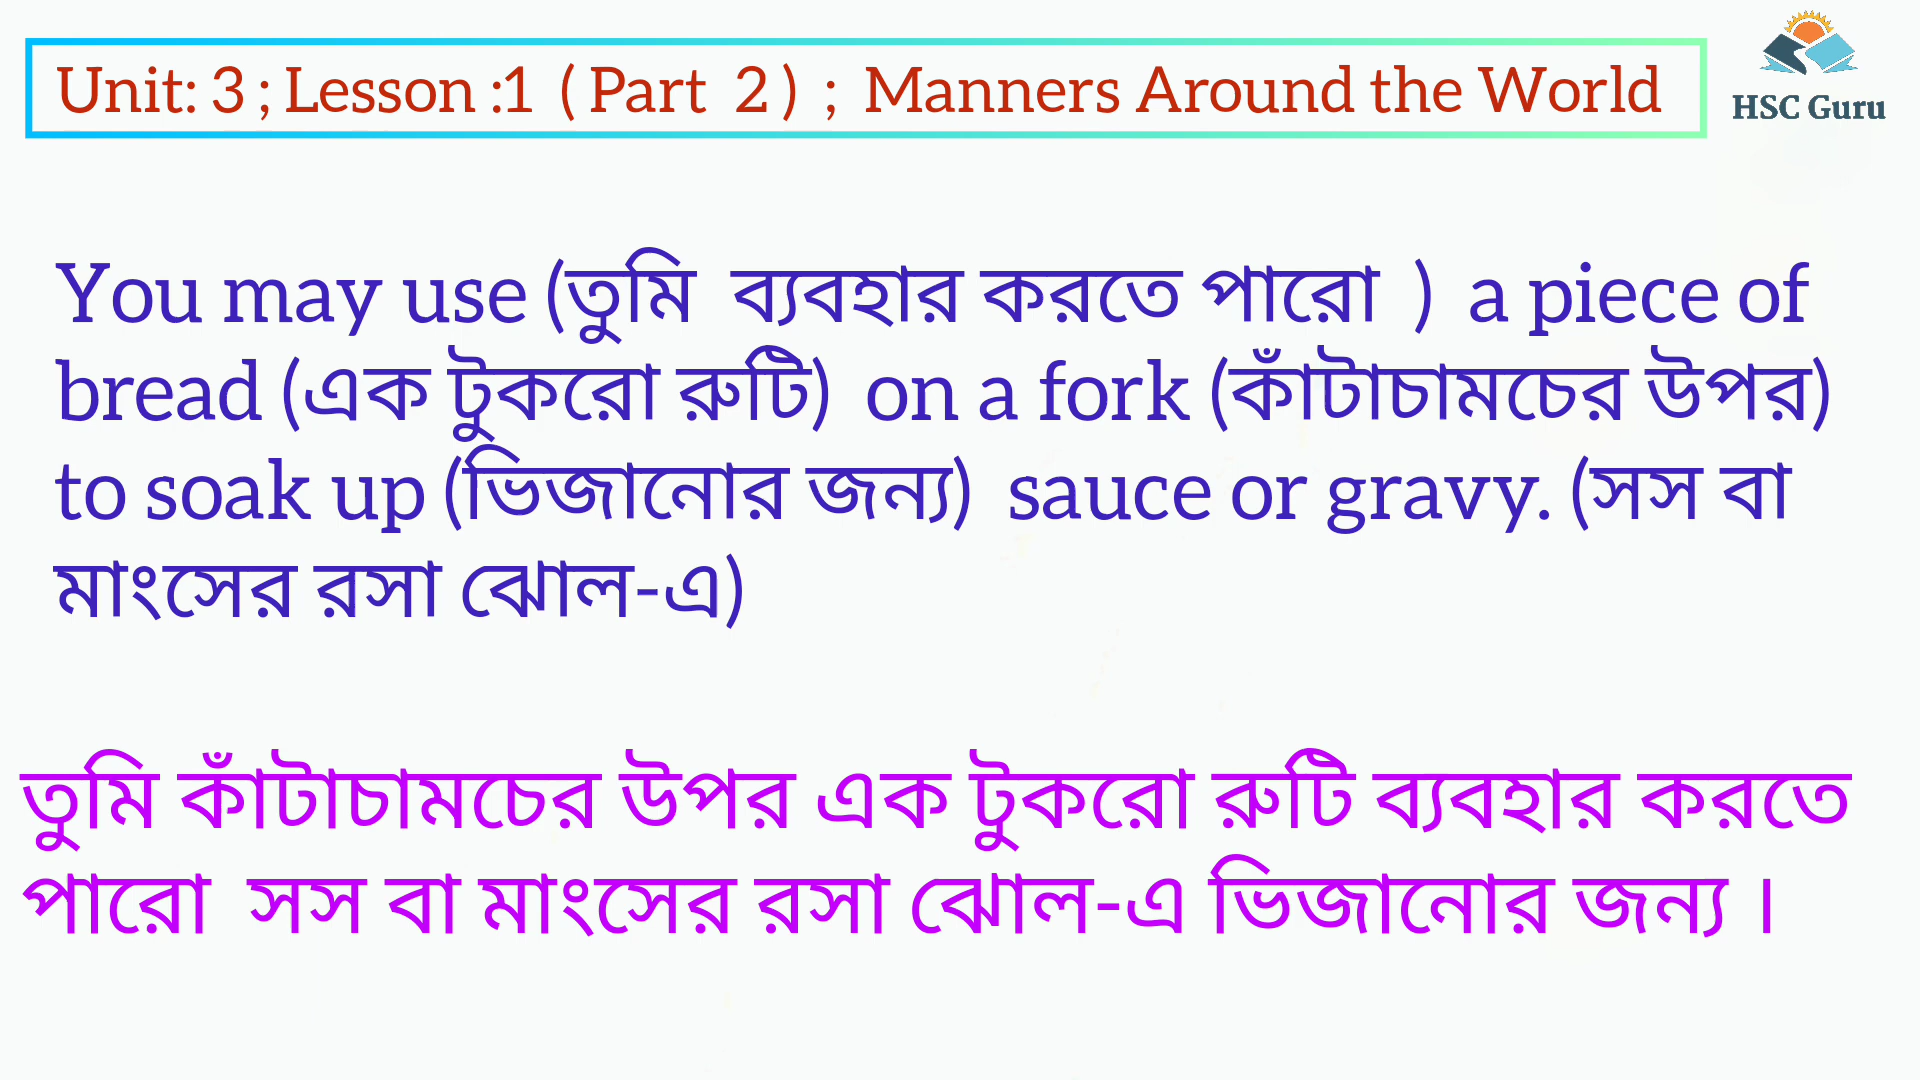 Unit: 3 ; Lesson :1 ( Part 2 ) ; Manners Around the World
HSC Guru
You may use (তুমি ব্যবহার করতে পারো ) a piece of
bread (এক টুকরো রুটি) on a fork (কাঁটাচামচের উপর)
to soak up (ভিজানোর জন্য) sauce or gravy. (সস বা
মাংসের রসা ঝোল-এ)
তুমি কাঁটাচামচের উপর এক টুকরো রুটি ব্যবহার করতে
পারো সস বা মাংসের রসা ঝোল-এ ভিজানোর জন্য ।